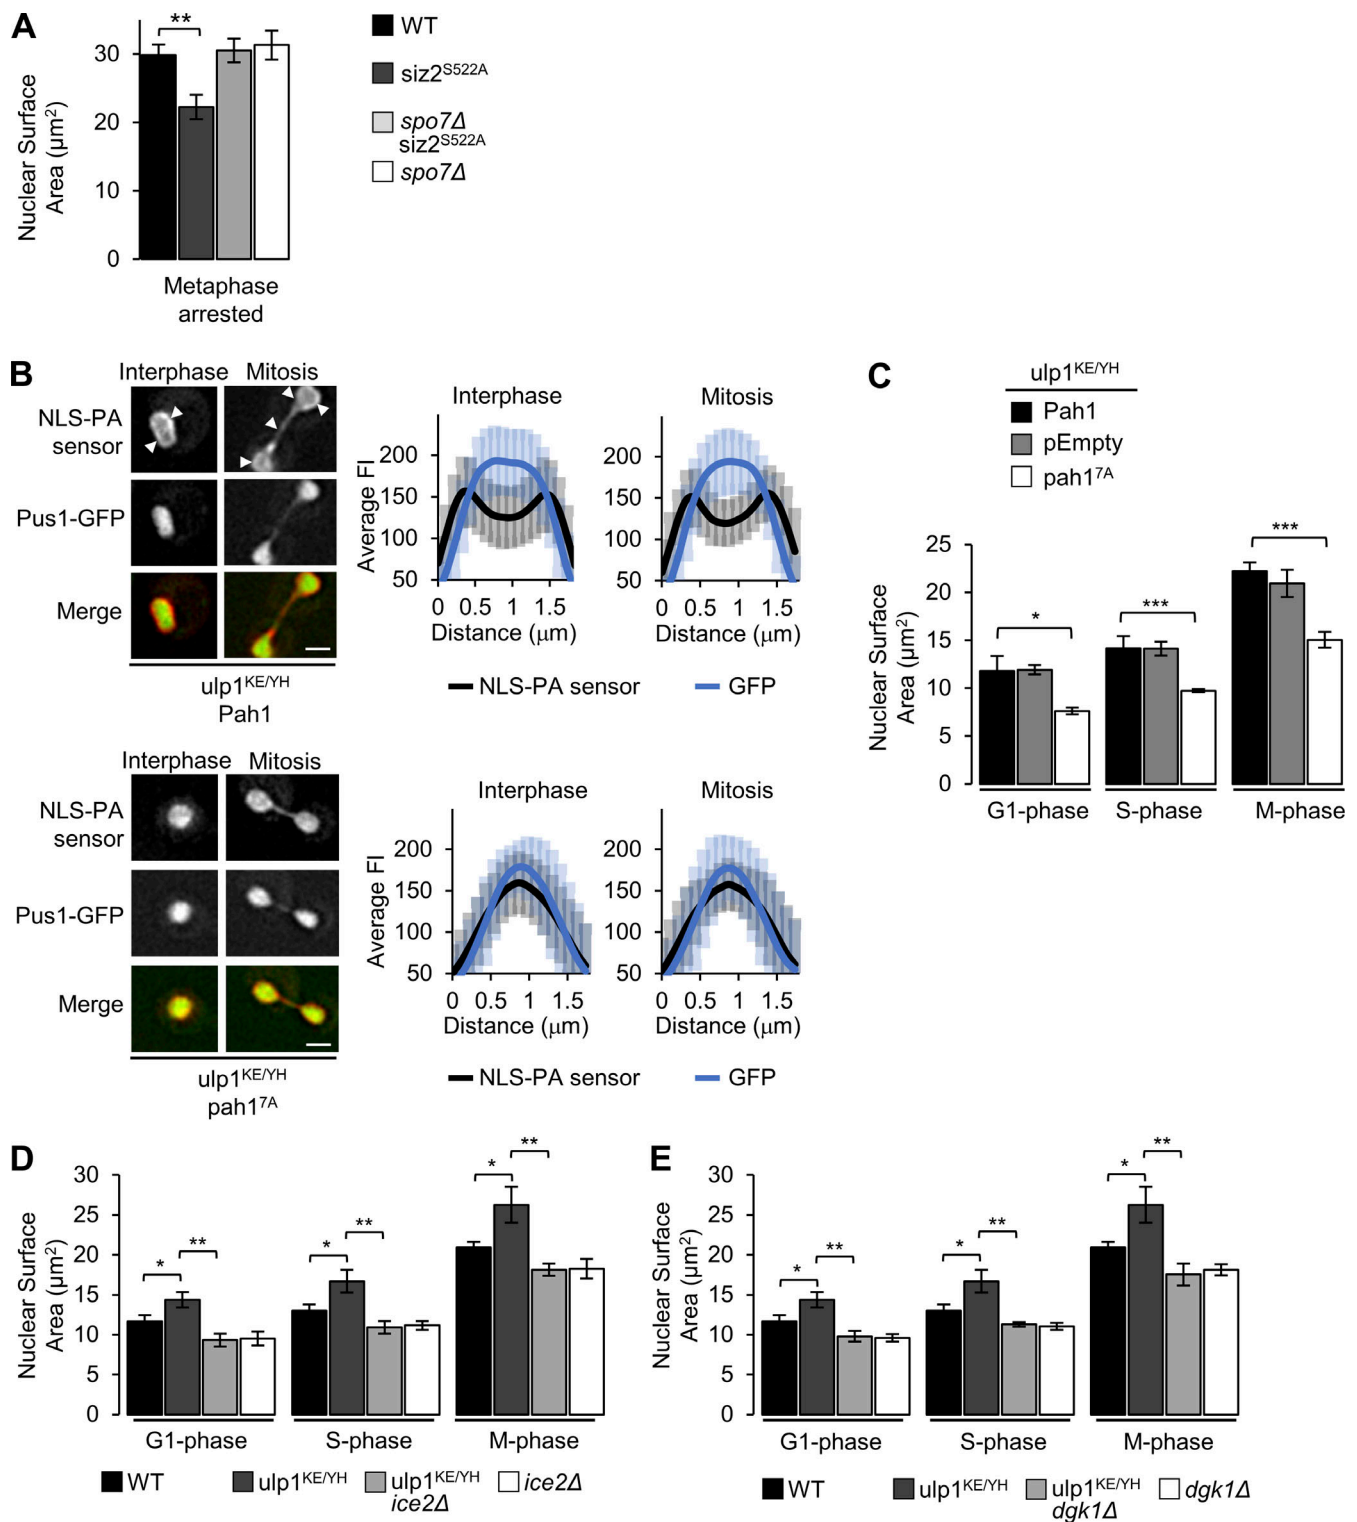 A
Nuclear Surface
Area (µm²)
30
20
10
0
**
Metaphase
arrested
WT
siz2S522A
spo7Δ
siz2S522A
spo7Δ
B
Interphase Mitosis
NLS-PA
sensor
Pus1-GFP
Merge
ulp1KE/YH
Pah1
Interphase
Mitosis
Average FI
200
150
100
50
0 0.5 1 1.5
Distance (µm)
200
150
100
50
0 0.5 1 1.5
Distance (µm)
NLS-PA sensor
GFP
Interphase Mitosis
NLS-PA
sensor
Pus1-GFP
Merge
ulp1KE/YH
pah17A
Interphase
Mitosis
Average FI
200
150
100
50
0 0.5 1 1.5
Distance (µm)
200
150
100
50
0 0.5 1 1.5
Distance (µm)
NLS-PA sensor
GFP
C
ulp1KE/YH
Pah1
pEmpty
pah17A
Nuclear Surface
Area (µm²)
25
20
15
10
5
0
*
***
***
G1-phase
S-phase
M-phase
D
Nuclear Surface
Area (µm²)
30
25
20
15
10
5
0
* **
* **
* **
G1-phase
S-phase
M-phase
WT
ulp1KE/YH
ulp1KE/YH
ice2Δ
ice2Δ
E
Nuclear Surface
Area (µm²)
30
25
20
15
10
5
0
* **
* **
* **
G1-phase
S-phase
M-phase
WT
ulp1KE/YH
ulp1KE/YH
dgk1Δ
dgk1Δ